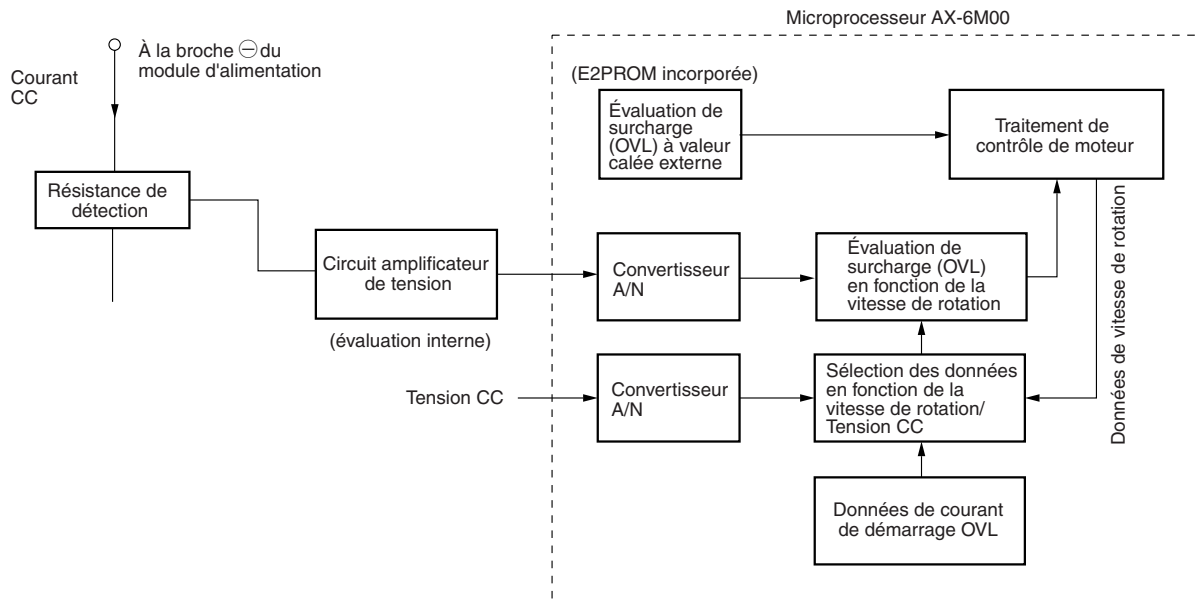 Microprocesseur AX-6M00
À la broche ⊖ du
module d'alimentation
Courant
CC
(E2PROM incorporée)
Évaluation de
surcharge
(OVL) à valeur
calée externe
Traitement de
contrôle de moteur
Résistance de
détection
Circuit amplificateur
de tension
(évaluation interne)
Convertisseur
A/N
Évaluation de
surcharge (OVL)
en fonction de la
vitesse de rotation
Données de vitesse de rotation
Tension CC
Convertisseur
A/N
Sélection des données
en fonction de la
vitesse de rotation/
Tension CC
Données de courant
de démarrage OVL